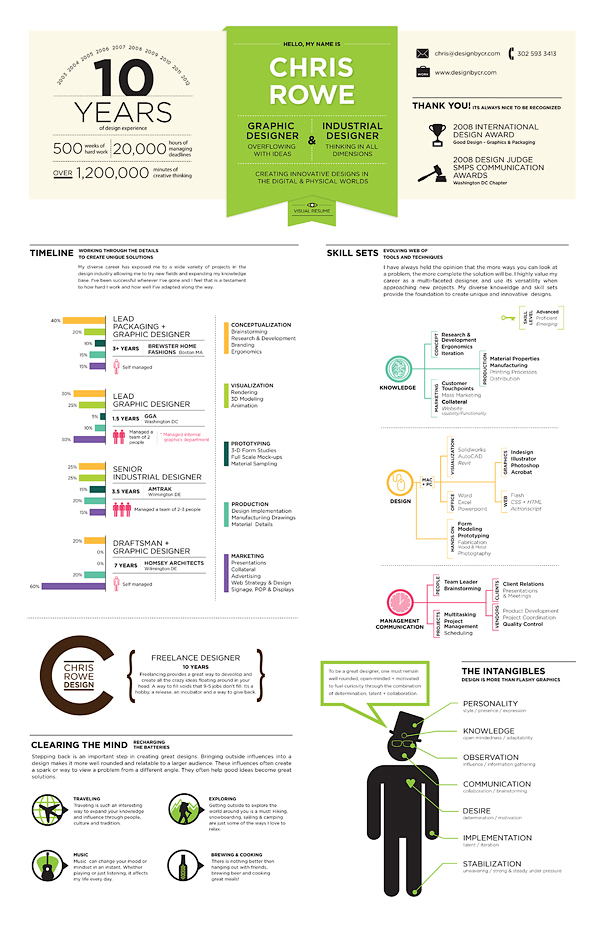 2003 2004 2005 2006 2007 2008 2009 2010 2011 2012
10
YEARS
of design experience
500 weeks of hard work
20,000 hours of managing deadlines
OVER 1,200,000 minutes of creative thinking
HELLO, MY NAME IS
CHRIS
ROWE
GRAPHIC
DESIGNER
OVERFLOWING
WITH IDEAS
&
INDUSTRIAL
DESIGNER
THINKING IN ALL
DIMENSIONS
CREATING INNOVATIVE DESIGNS IN
THE DIGITAL & PHYSICAL WORLDS
VISUAL RESUME
chris@designbycr.com
302 593 3413
WORK
www.designbycr.com
THANK YOU! ITS ALWAYS NICE TO BE RECOGNIZED
2008 INTERNATIONAL
DESIGN AWARD
Good Design - Graphics & Packaging
2008 DESIGN JUDGE
SMPS COMMUNICATION
AWARDS
Washington DC Chapter
TIMELINE
WORKING THROUGH THE DETAILS
TO CREATE UNIQUE SOLUTIONS
My diverse career has exposed me to a wide variety of projects in the
design industry allowing me to try new fields and expanding my knowledge
base. I've been successful wherever I've gone and I feel that is a testament
to how hard I work and how well I've adapted along the way.
40%
20%
10%
15%
15%
LEAD
PACKAGING +
GRAPHIC DESIGNER
3+ YEARS
BREWSTER HOME
FASHIONS Boston MA
Self managed
30%
25%
5%
10%
30%
LEAD
GRAPHIC DESIGNER
1.5 YEARS
GGA
Washington DC
Managed a
team of 2
people
* Managed internal
graphics department
25%
25%
15%
20%
15%
SENIOR
INDUSTRIAL DESIGNER
3.5 YEARS
AMTRAK
Wilmington DE
Managed a team of 2-3 people
20%
0%
0%
20%
60%
DRAFTSMAN +
GRAPHIC DESIGNER
7 YEARS
HOMSEY ARCHITECTS
Wilmington DE
Self managed
CONCEPTUALIZATION
Brainstorming
Research & Development
Branding
Ergonomics
VISUALIZATION
Rendering
3D Modeling
Animation
PROTOTYPING
3-D Form Studies
Full Scale Mock-ups
Material Sampling
PRODUCTION
Design Implementation
Manufacturing Drawings
Material Details
MARKETING
Presentations
Collateral
Advertising
Web Strategy & Design
Signage, POP & Displays
CHRIS
ROWE
DESIGN
FREELANCE DESIGNER
10 YEARS
Freelancing provides a great way to develop and
create all the crazy ideas floating around in your
head. A way to fill voids that 9-5 jobs don't fill. Its a
hobby, a release, an incubator and a way to give back.
CLEARING THE MIND
RECHARGING
THE BATTERIES
Stepping back is an important step in creating great designs. Bringing outside influences into a
design makes it more well rounded and relatable to a larger audience. These influences often create
a spark or way to view a problem from a different angle. They often help good ideas become great
solutions.
TRAVELING
Traveling is such an interesting
way to expand your knowledge
and influence through people,
culture and tradition.
EXPLORING
Getting outside to explore the
world around you is a must! Hiking,
snowboarding, sailing & camping
are just some of the ways I love to
relax.
MUSIC
Music can change your mood or
mindset in an instant. Whether
playing or just listening, it affects
my life every day.
BREWING & COOKING
There is nothing better then
hanging out with friends,
brewing beer and cooking
great meals!
SKILL SETS
EVOLVING WEB OF
TOOLS AND TECHNIQUES
I have always held the opinion that the more ways you can look at
a problem, the more complete the solution will be. I highly value my
career as a multi-faceted designer, and use its versatility when
approaching new projects. My diverse knowledge and skill sets
provide the foundation to create unique and innovative designs.
SKILL
LEVEL
Advanced
Proficient
Emerging
KNOWLEDGE
CONCEPT
Research &
Development
Ergonomics
Iteration
PRODUCTION
Material Properties
Manufacturing
Printing Processes
Distribution
MARKETING
Customer
Touchpoints
Mass Marketing
Collateral
Website
Usability/Functionality
DESIGN
MAC
+ PC
VISUALIZATION
Solidworks
AutoCAD
Revit
GRAPHICS
Indesign
Illustrator
Photoshop
Acrobat
OFFICE
Word
Excel
Powerpoint
WEB
Flash
CSS + HTML
Actionscript
HANDS ON
Form
Modeling
Prototyping
Fabrication
Wood & Mold
Photography
MANAGEMENT
COMMUNICATION
PEOPLE
Team Leader
Brainstorming
CLIENTS
Client Relations
Presentations
& Meetings
PROJECTS
Multitasking
Project
Management
Scheduling
VENDORS
Product Development
Project Coordination
Quality Control
To be a great designer, one must remain
well rounded, open-minded + motivated
to fuel curiosity through the combination
of determination, talent + collaboration.
THE INTANGIBLES
DESIGN IS MORE THAN FLASHY GRAPHICS
PERSONALITY
style / presence / expression
KNOWLEDGE
open mindedness / adaptability
OBSERVATION
influence / information gathering
COMMUNICATION
collaboration / brainstorming
DESIRE
determination / motivation
IMPLEMENTATION
talent / iteration
STABILIZATION
unwavering / strong & steady under pressure